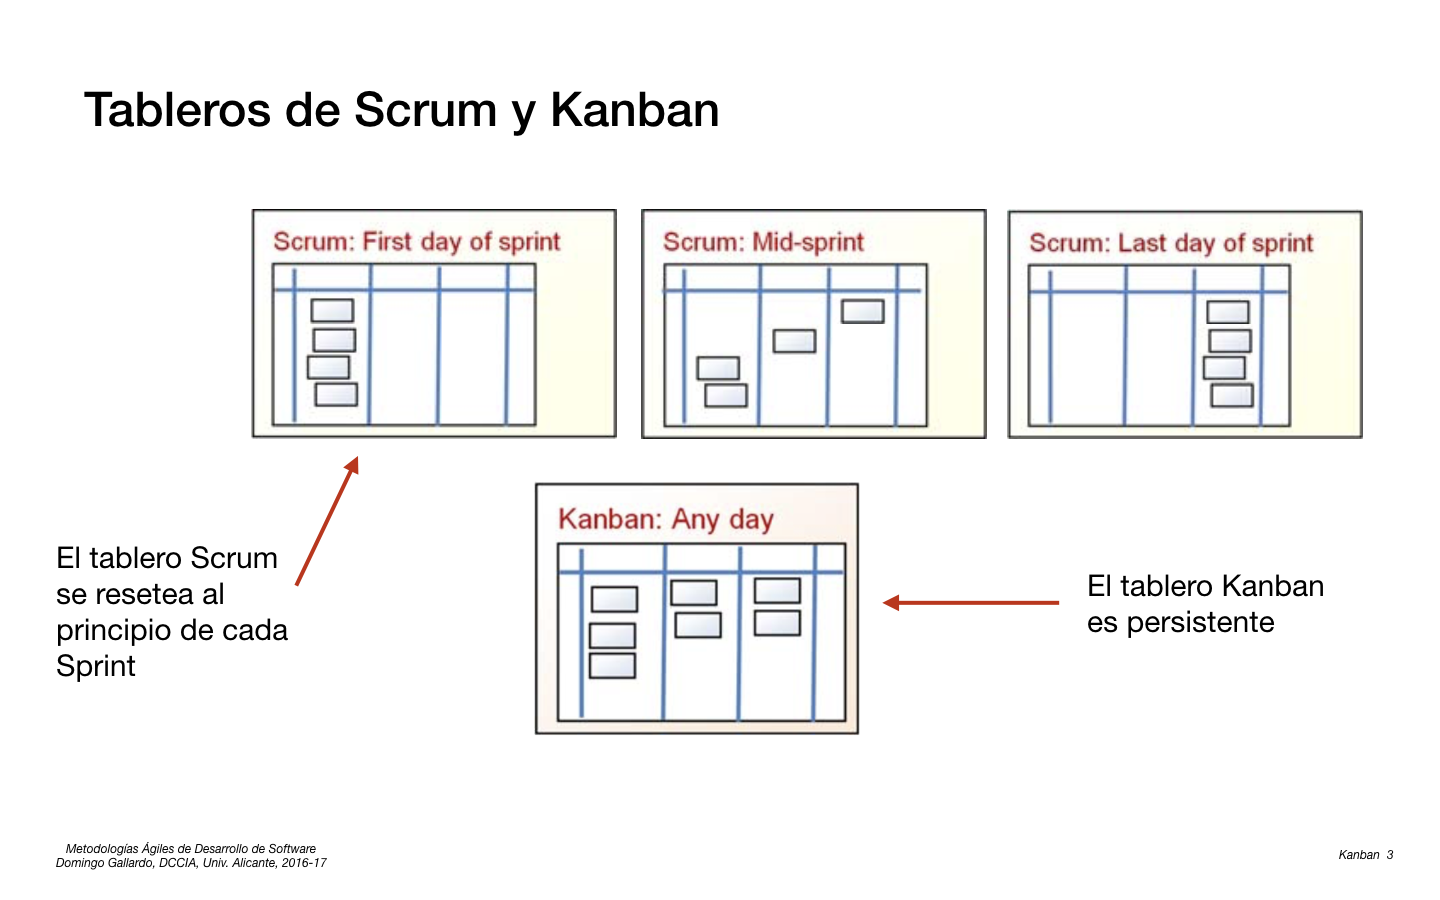 Tableros de Scrum y Kanban
Scrum: First day of sprint
Scrum: Mid-sprint
Scrum: Last day of sprint
Kanban: Any day
El tablero Scrum
se resetea al
principio de cada
Sprint
El tablero Kanban
es persistente
Metodologías Ágiles de Desarrollo de Software
Domingo Gallardo, DCCIA, Univ. Alicante, 2016-17
Kanban 3